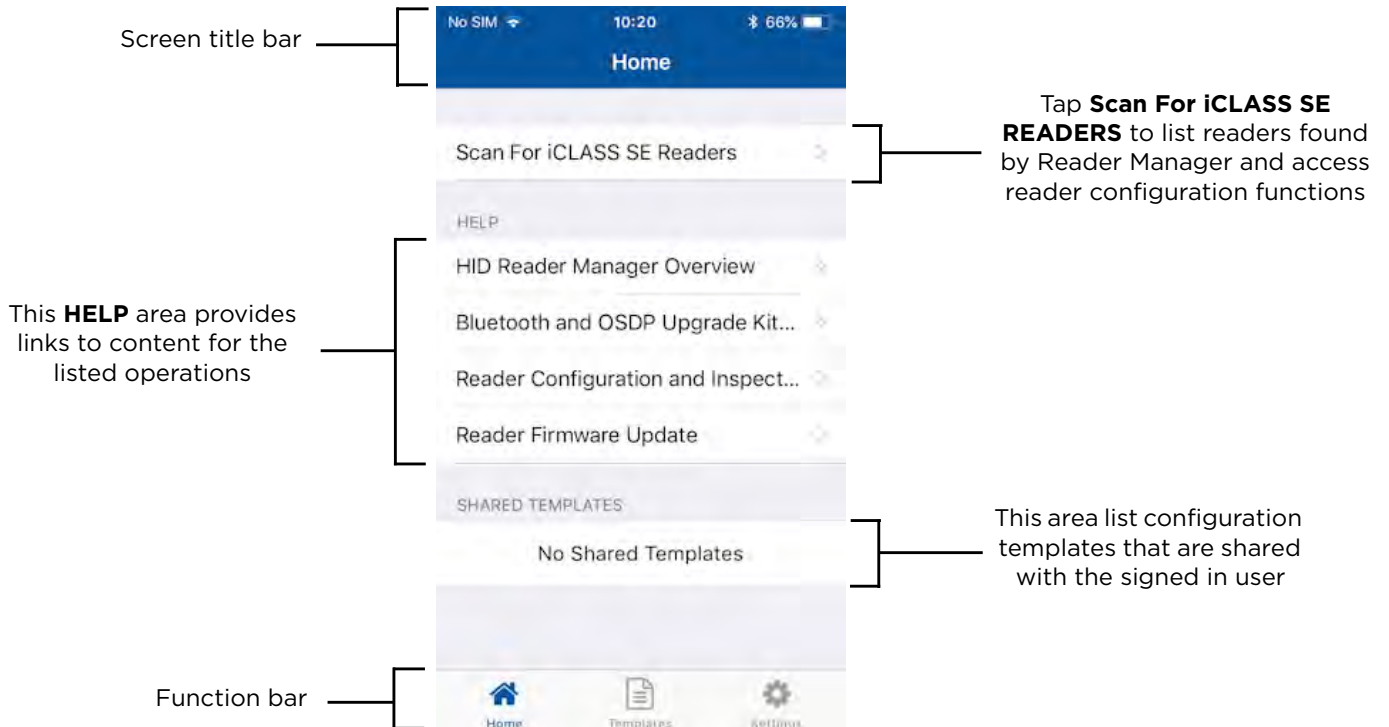 Screen title bar
No SIM 10:20 66%
Home
Scan For iCLASS SE Readers
Tap Scan For iCLASS SE
READERS to list readers found
by Reader Manager and access
reader configuration functions
HELP
HID Reader Manager Overview
Bluetooth and OSDP Upgrade Kit...
Reader Configuration and Inspect...
Reader Firmware Update
This HELP area provides
links to content for the
listed operations
SHARED TEMPLATES
No Shared Templates
This area list configuration
templates that are shared
with the signed in user
Function bar
Home Templates Settings